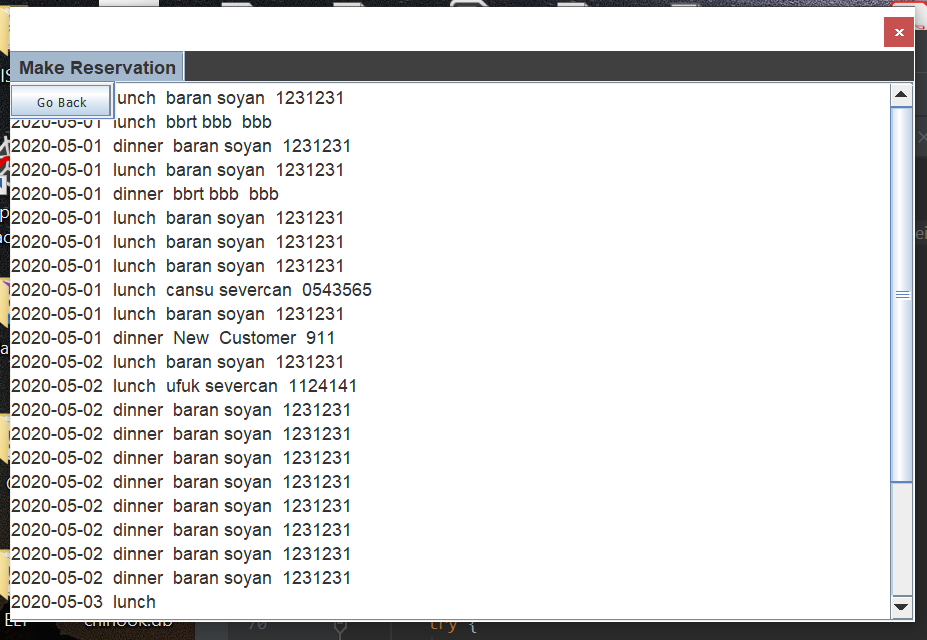 Make Reservation
Go Back
lunch baran soyan 1231231
2020-05-01 lunch bbrt bbb bbb
2020-05-01 dinner baran soyan 1231231
2020-05-01 lunch baran soyan 1231231
2020-05-01 dinner bbrt bbb bbb
2020-05-01 lunch baran soyan 1231231
2020-05-01 lunch baran soyan 1231231
2020-05-01 lunch baran soyan 1231231
2020-05-01 lunch cansu severcan 0543565
2020-05-01 lunch baran soyan 1231231
2020-05-01 dinner New Customer 911
2020-05-02 lunch baran soyan 1231231
2020-05-02 lunch ufuk severcan 1124141
2020-05-02 dinner baran soyan 1231231
2020-05-02 dinner baran soyan 1231231
2020-05-02 dinner baran soyan 1231231
2020-05-02 dinner baran soyan 1231231
2020-05-02 dinner baran soyan 1231231
2020-05-02 dinner baran soyan 1231231
2020-05-02 dinner baran soyan 1231231
2020-05-02 dinner baran soyan 1231231
2020-05-03 lunch
chinook.db
try {